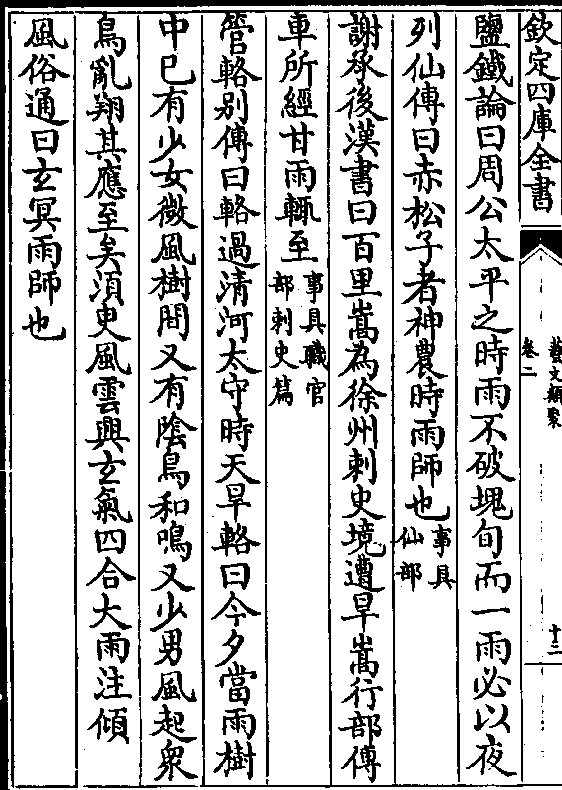 欽定四庫全書
藝文類聚
卷二
十三
鹽鐵論曰周公太平之時雨不破塊旬而一雨必以夜
列仙傳曰赤松子者神農時雨師也事具仙部
謝承後漢書曰百里嵩為徐州刺史境遭旱嵩行部傳
車所經甘雨輙至事具職官部刺史篇
管輅别傳曰輅過清河太守時天旱輅曰今夕當雨樹
中已有少女微風樹間又有陰鳥和鳴又少男風起衆
鳥亂翔其應至矣須史風雲興玄氣四合大雨注傾
風俗通曰玄冥雨師也